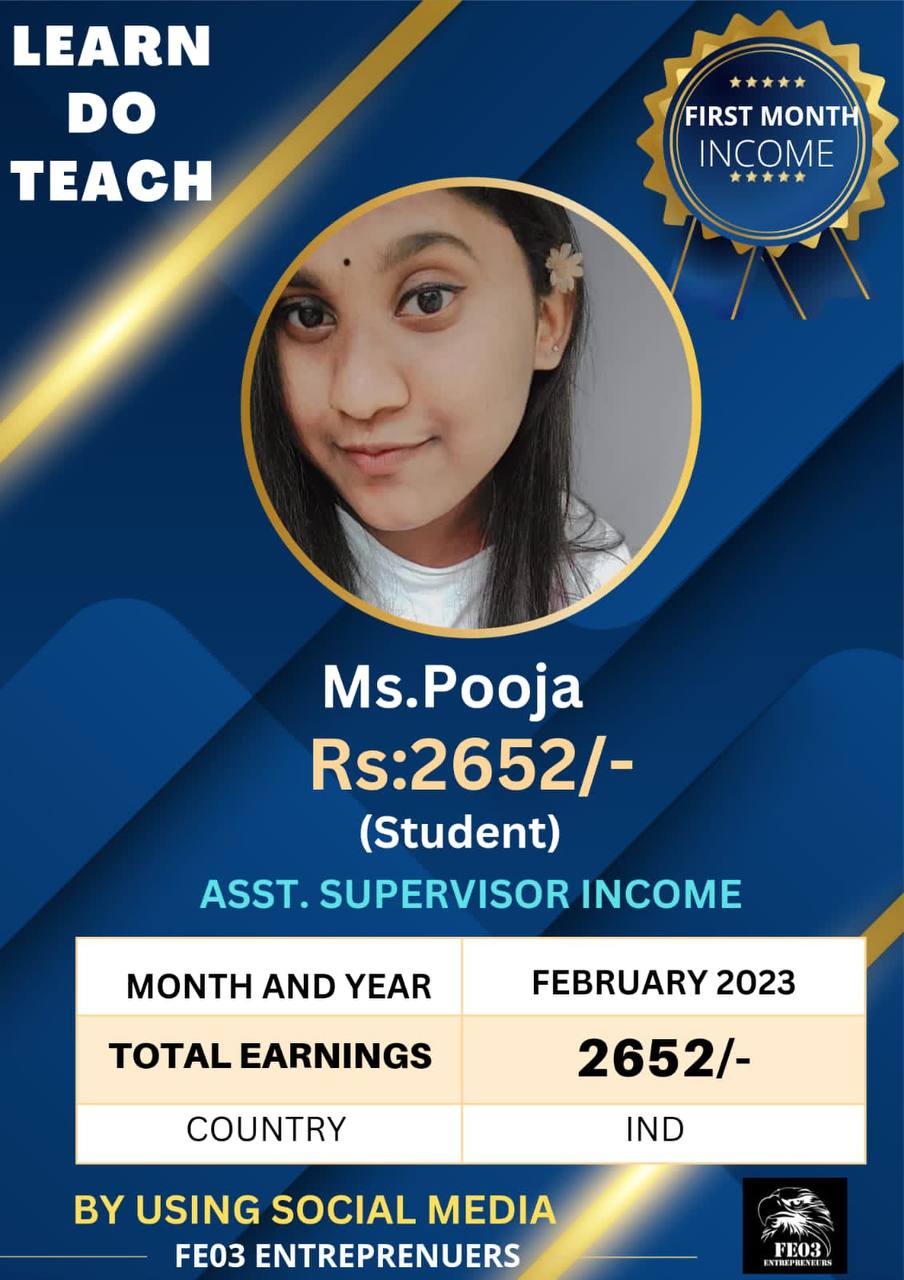 LEARN
DO
TEACH
FIRST MONTH
INCOME
Ms.Pooja
Rs:2652/-
(Student)
ASST. SUPERVISOR INCOME
MONTH AND YEAR
FEBRUARY 2023
TOTAL EARNINGS
2652/-
COUNTRY
IND
BY USING SOCIAL MEDIA
FE03 ENTREPRENUERS
FE03
ENTREPRENEURS